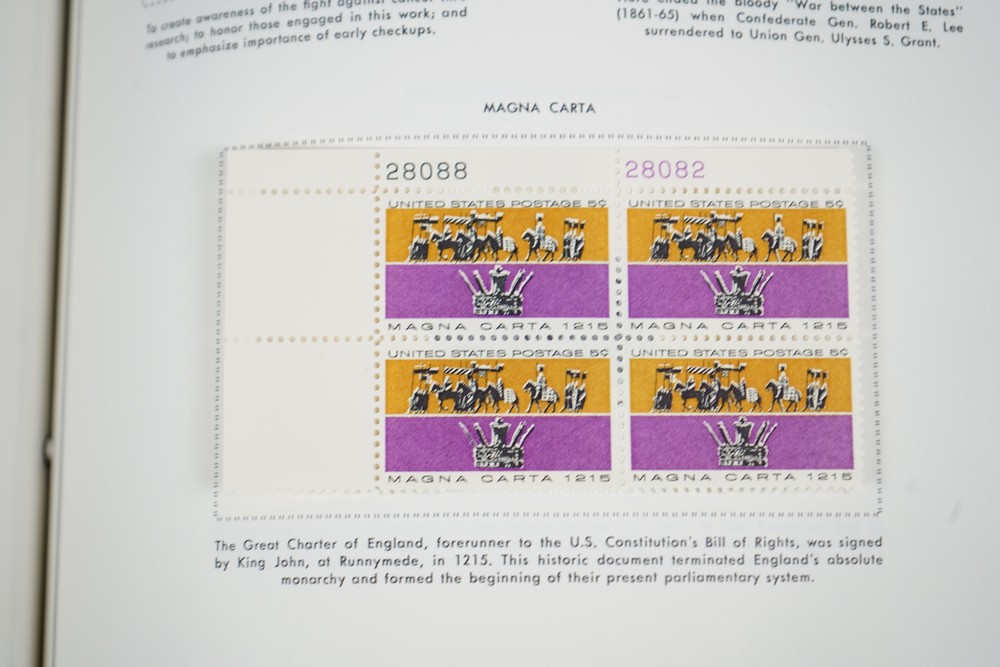 To create awareness of the fight against cancer
research; to honor those engaged in this work; and
to emphasize importance of early checkups.
Here ended the bloody "War between the States"
(1861-65) when Confederate Gen. Robert E. Lee
surrendered to Union Gen. Ulysses S. Grant.
MAGNA CARTA
28088
28082
UNITED STATES POSTAGE 5¢
UNITED STATES POSTAGE 5¢
MAGNA CARTA 1215
MAGNA CARTA 1215
UNITED STATES POSTAGE 5¢
UNITED STATES POSTAGE 5¢
MAGNA CARTA 1215
MAGNA CARTA 1215
The Great Charter of England, forerunner to the U.S. Constitution's Bill of Rights, was signed
by King John, at Runnymede, in 1215. This historic document terminated England's absolute
monarchy and formed the beginning of their present parliamentary system.